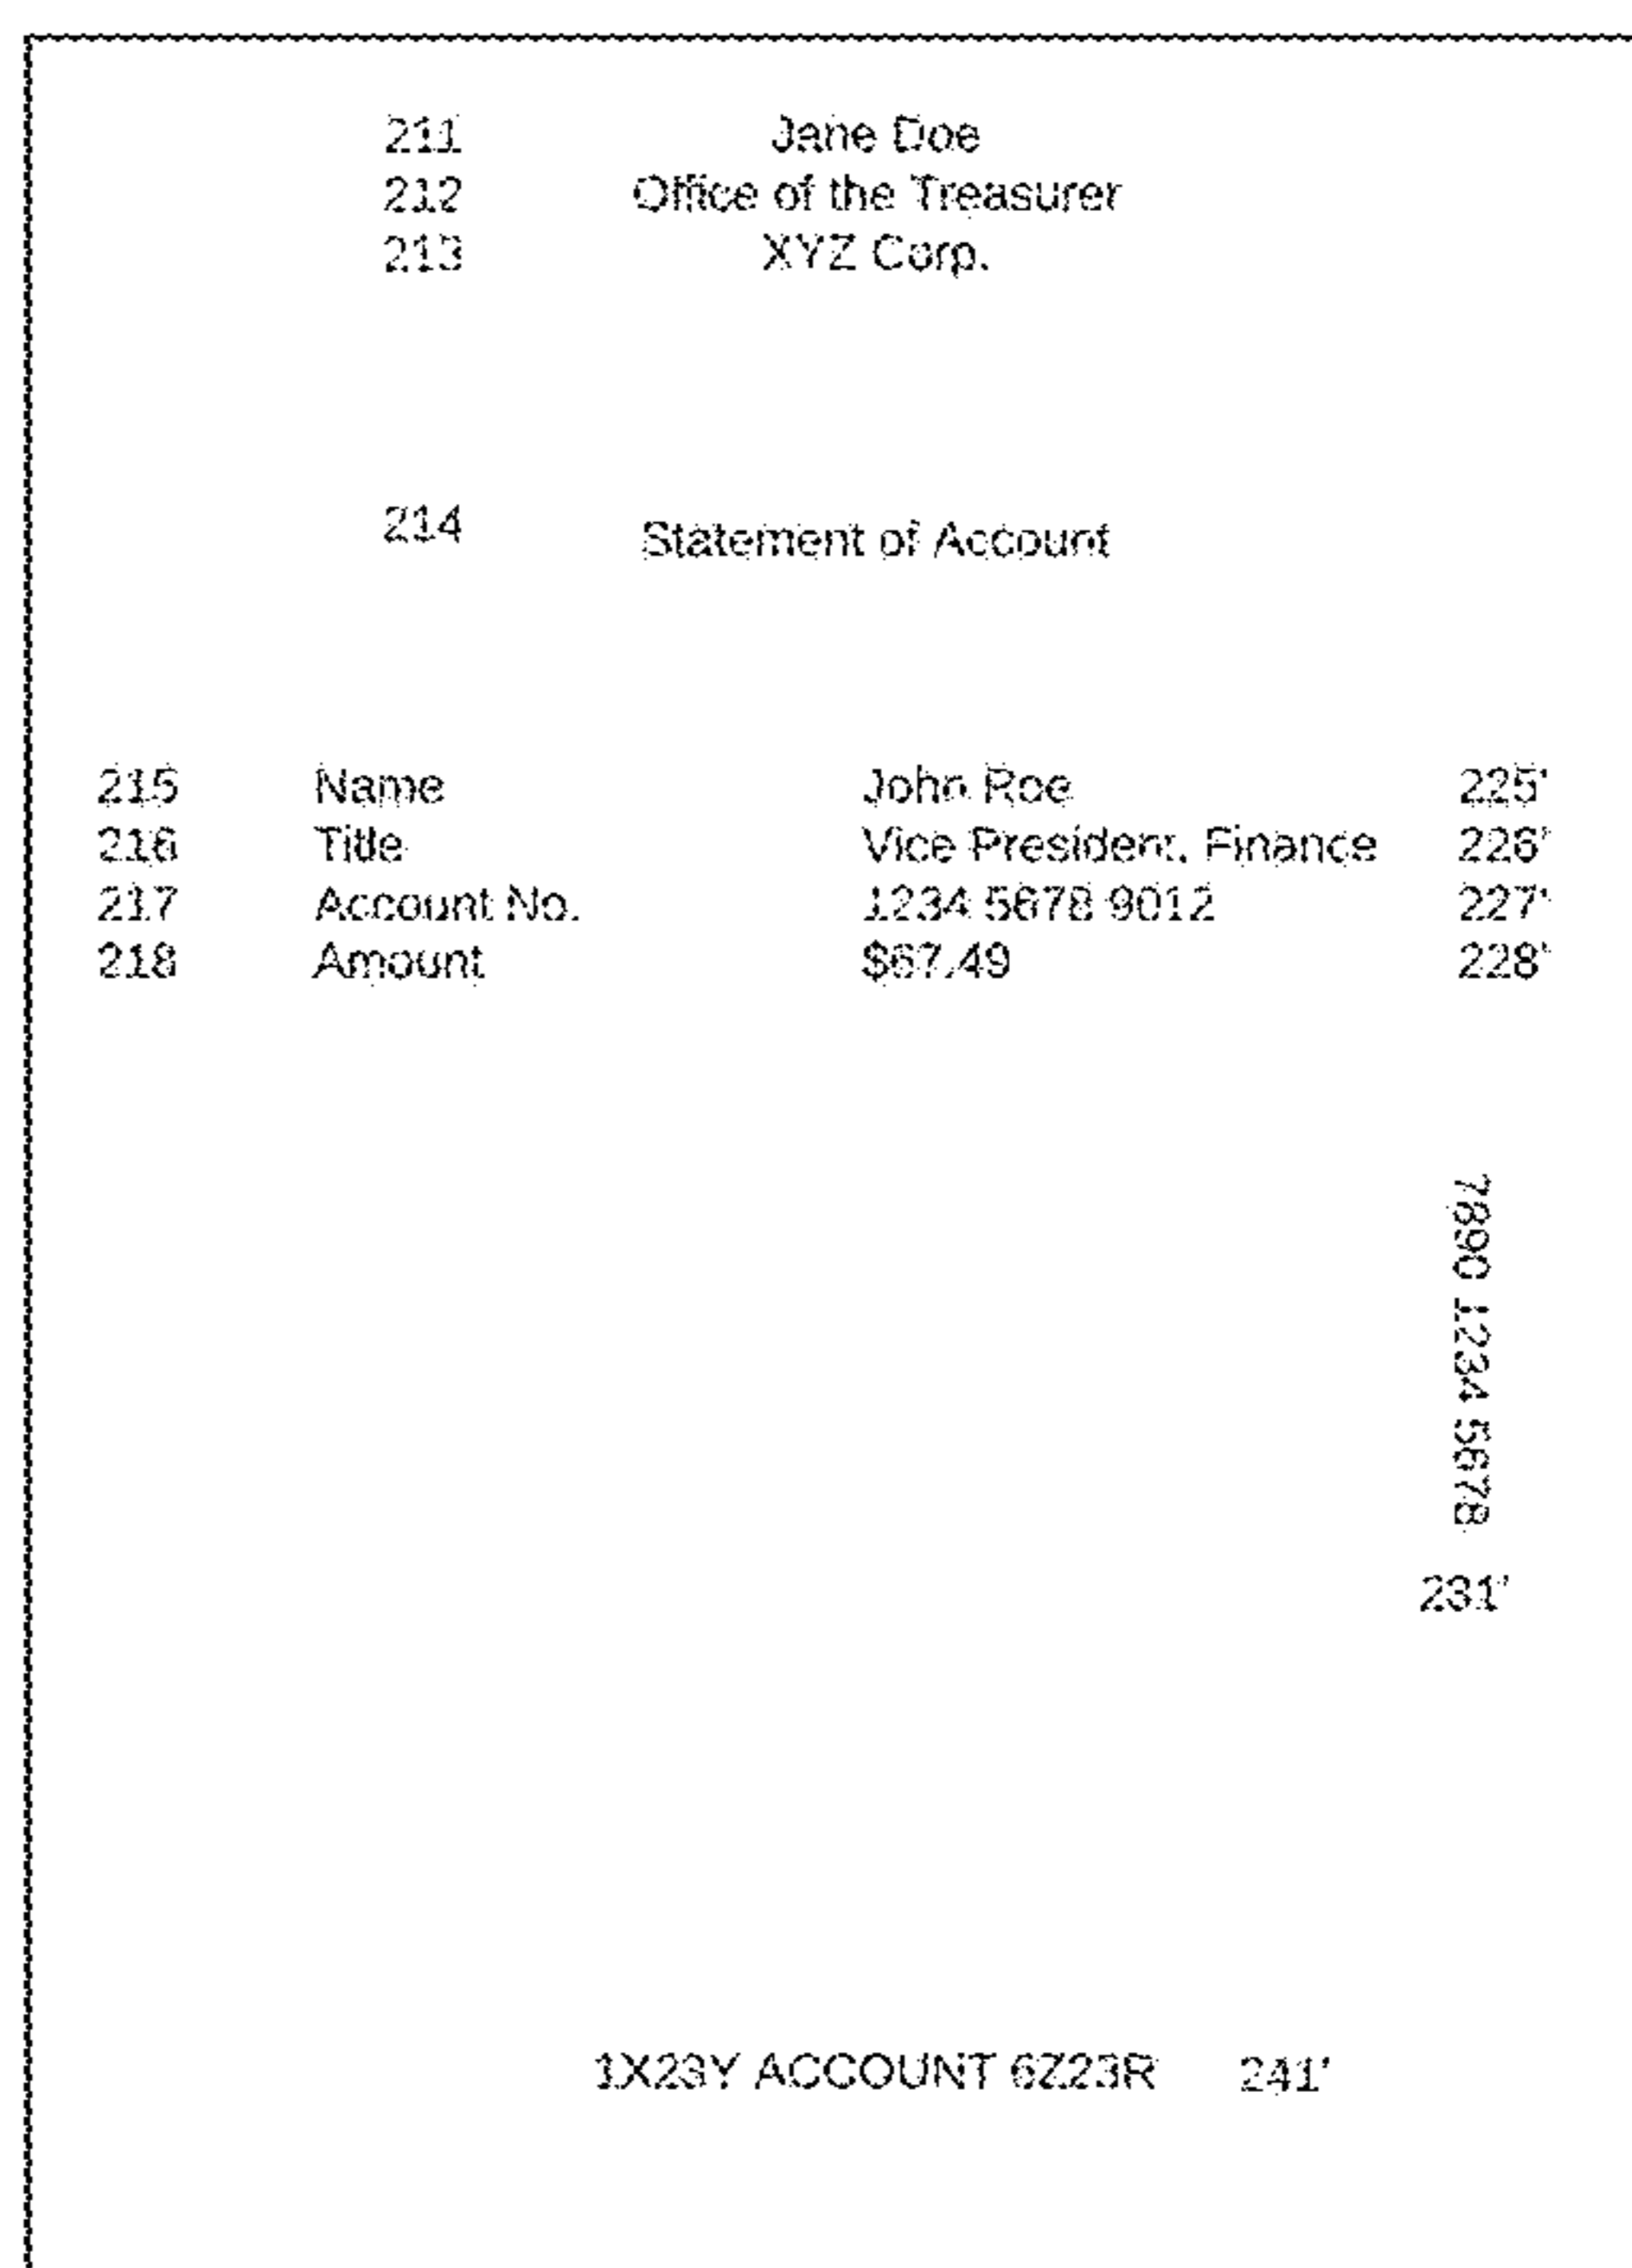 211 Jane Doe
212 Office of the Treasurer
213 XYZ Corp.
214 Statement of Account
215 Name John Roe 225'
216 Title Vice President, Finance 226'
217 Account No. 1234 5678 9012 227'
218 Amount $67.49 228'
7890 1234 5678
231'
1X23Y ACCOUNT 6Z23R 241'